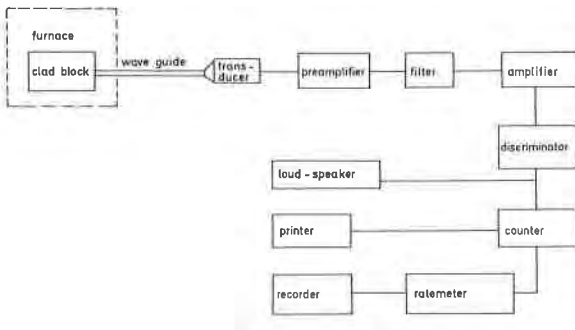 furnace
clad block
wave guide
trans-
ducer
preamplifier
filter
amplifier
discriminator
loud-speaker
printer
counter
recorder
ratemeter